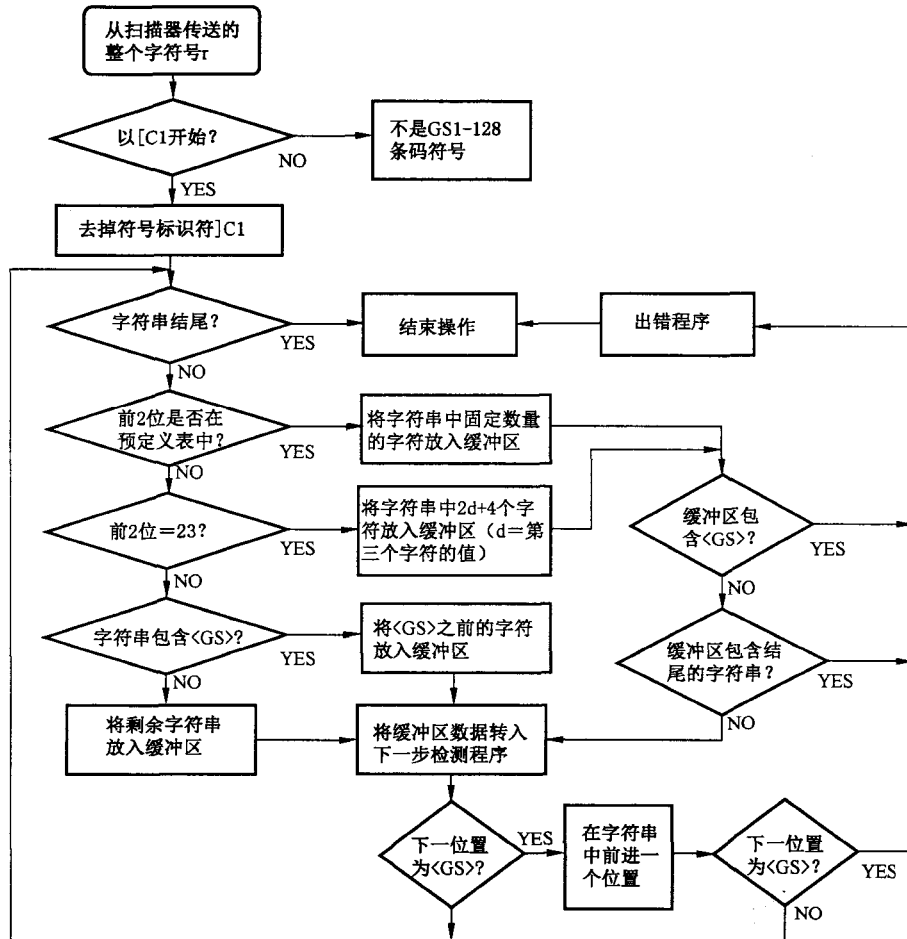 从扫描器传送的
整个字符号r
以[C1开始?
NO
不是GS1-128
条码符号
YES
去掉符号标识符]C1
字符串结尾?
YES
结束操作
出错程序
NO
前2位是否在
预定义表中?
YES
将字符串中固定数量
的字符放入缓冲区
NO
前2位=23?
YES
将字符串中2d+4个字
符放入缓冲区(d=第
三个字符的值)
缓冲区包
含<GS>?
YES
NO
NO
字符串包含<GS>?
YES
将<GS>之前的字符
放入缓冲区
缓冲区包含结
尾的字符串?
YES
NO
NO
将剩余字符串
放入缓冲区
将缓冲区数据转入
下一步检测程序
下一位置
为<GS>?
YES
在字符串
中前进一
个位置
下一位置
为<GS>?
YES
NO